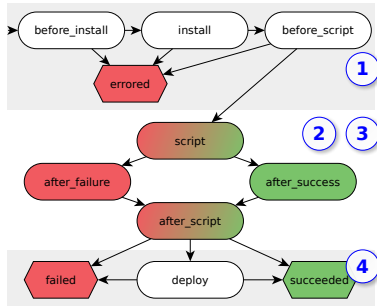 before_install install before_script
errored
1
script
2 3
after_failure after_success
after_script
failed deploy succeeded
4